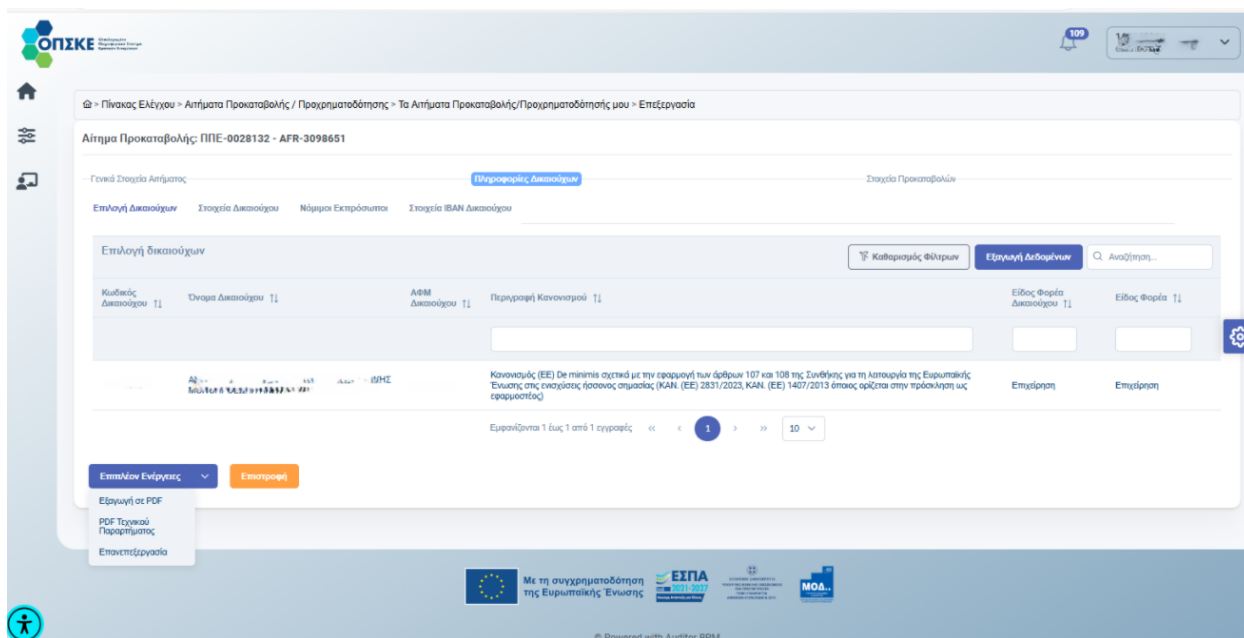 ΟΠΣΚΕ
109
> Πίνακας Ελέγχου > Αιτήματα Προκαταβολής / Προχρηματοδότησης > Τα Αιτήματα Προκαταβολής/Προχρηματοδότησής μου > Επεξεργασία
Αίτημα Προκαταβολής: ΠΠΕ-0028132 - AFR-3098651
Γενικά Στοιχεία Αιτήματος Πληροφορίες Δικαιούχων Στοιχεία Προκαταβολών
Επιλογή Δικαιούχων Στοιχεία Δικαιούχου Νόμιμοι Εκπρόσωποι Στοιχεία IBAN Δικαιούχου
Επιλογή δικαιούχων Καθαρισμός Φίλτρων Εξαγωγή Δεδομένων Αναζήτηση...
Κωδικός Δικαιούχου Όνομα Δικαιούχου ΑΦΜ Δικαιούχου Περιγραφή Κανονισμού Είδος Φορέα Δικαιούχου Είδος Φορέα
Κανονισμός (ΕΕ) De minimis σχετικά με την εφαρμογή των άρθρων 107 και 108 της Συνθήκης για τη λειτουργία της Ευρωπαϊκής
Ένωσης στις ενισχύσεις ήσσονος σημασίας (ΚΑΝ. (ΕΕ) 2831/2023, ΚΑΝ. (ΕΕ) 1407/2013 όποιος ορίζεται στην πρόσκληση ως
εφαρμοστέος)
Επιχείρηση Επιχείρηση
Εμφανίζονται 1 έως 1 από 1 εγγραφές « ‹ 1 › » 10
Επιπλέον Ενέργειες Επιστροφή
Εξαγωγή σε PDF
PDF Τεχνικού
Παραρτήματος
Επανεπεξεργασία
Με τη συγχρηματοδότηση
της Ευρωπαϊκής Ένωσης
ΕΣΠΑ
2021-2027
ΜΟΔ..
© Powered with Auditor BPM